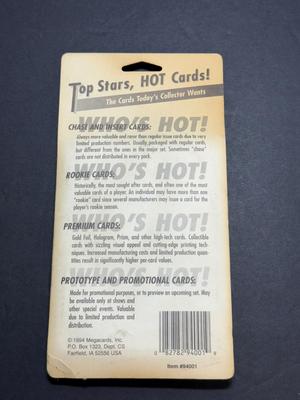 Top Stars, HOT Cards!
The Cards Today's Collector Wants
WHO'S HOT!
CHASE AND INSERT CARDS:
Always more valuable and rarer than regular issue cards due to very
limited production numbers. Usually packaged with regular cards,
but different from the ones in the major set. Sometimes "chase"
cards are not distributed in every pack.
WHO'S HOT!
ROOKIE CARDS:
Historically, the most sought after cards, and often one of the most
valuable cards of a player. An individual may have more than one
"rookie" card since several manufacturers may issue a card for the
player's rookie season.
WHO'S HOT!
PREMIUM CARDS:
Gold Foil, Hologram, Prism, and other high-tech cards. Collectible
cards with sizzling visual appeal and cutting-edge printing tech-
niques. Increased manufacturing costs and limited production quan-
tities result in significantly higher per-card values.
WHO'S HOT!
PROTOTYPE AND PROMOTIONAL CARDS:
Made for promotional purposes, or to preview an upcoming set. May
be available only at shows and
other special events. Valuable
due to limited production and
distribution.
© 1994 Megacards, Inc.
P.O. Box 1323, Dept. CS
Fairfield, IA 52556 USA
0 82782 94001 9
Item #94001